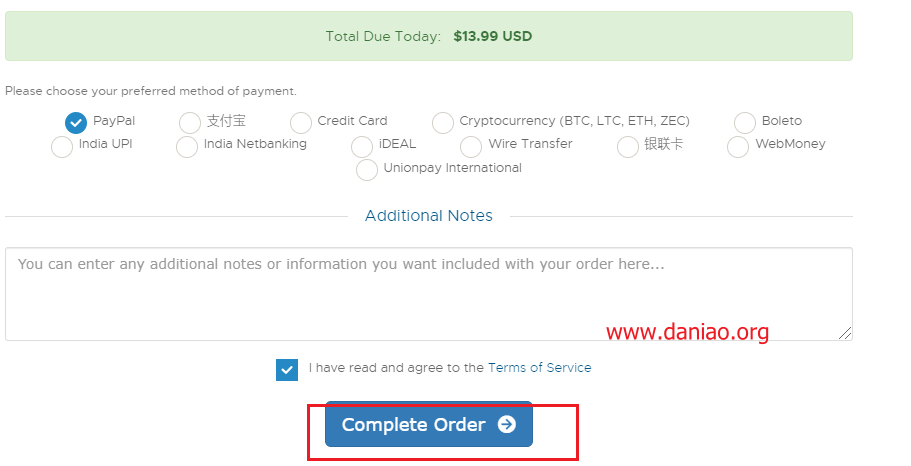 Total Due Today: $13.99 USD
Please choose your preferred method of payment.
PayPal 支付宝 Credit Card Cryptocurrency (BTC, LTC, ETH, ZEC) Boleto
India UPI India Netbanking iDEAL Wire Transfer 银联卡 WebMoney
Unionpay International
Additional Notes
You can enter any additional notes or information you want included with your order here...
www.daniao.org
I have read and agree to the Terms of Service
Complete Order